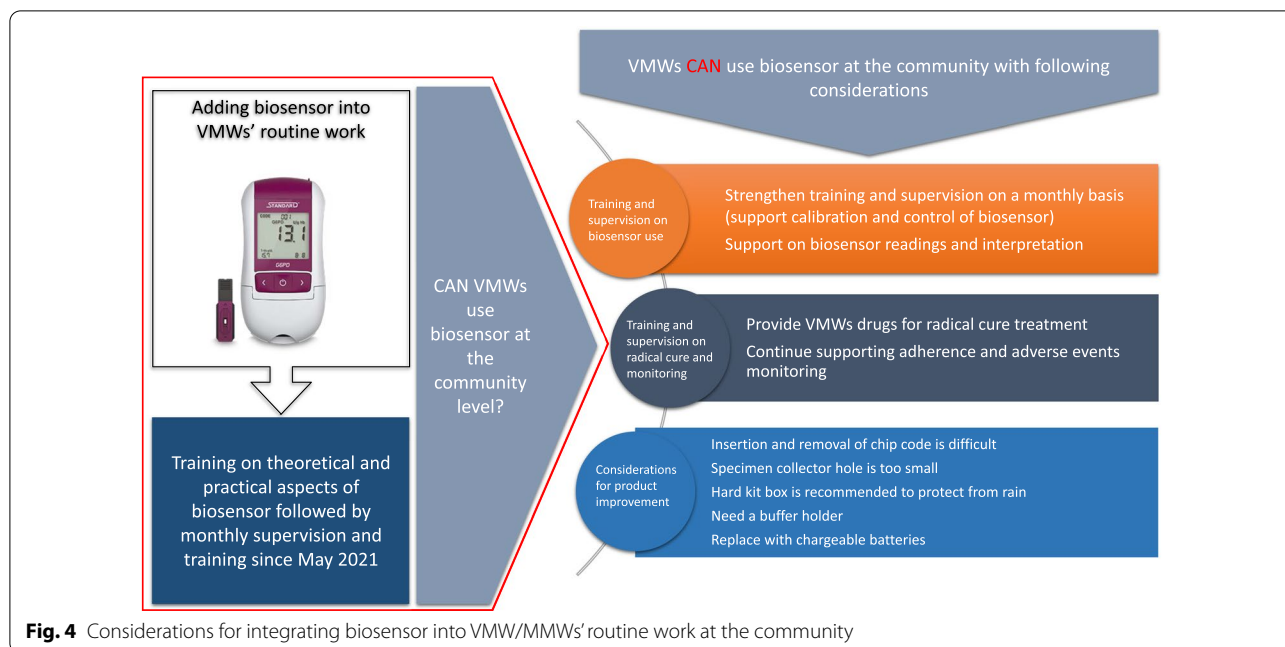 Adding biosensor into
VMWs' routine work
STANDARD
001
G6PD
13.1
15.7
G6PD
Training on theoretical and
practical aspects of
biosensor followed by
monthly supervision and
training since May 2021
CAN VMWs
use
biosensor at
the
community
level?
VMWs CAN use biosensor at the community with following
considerations
Training and
supervision on
biosensor use
Strengthen training and supervision on a monthly basis
(support calibration and control of biosensor)
Support on biosensor readings and interpretation
Training and
supervision on
radical cure and
monitoring
Provide VMWs drugs for radical cure treatment
Continue supporting adherence and adverse events
monitoring
Considerations
for product
improvement
Insertion and removal of chip code is difficult
Specimen collector hole is too small
Hard kit box is recommended to protect from rain
Need a buffer holder
Replace with chargeable batteries
Fig. 4 Considerations for integrating biosensor into VMW/MMWs' routine work at the community